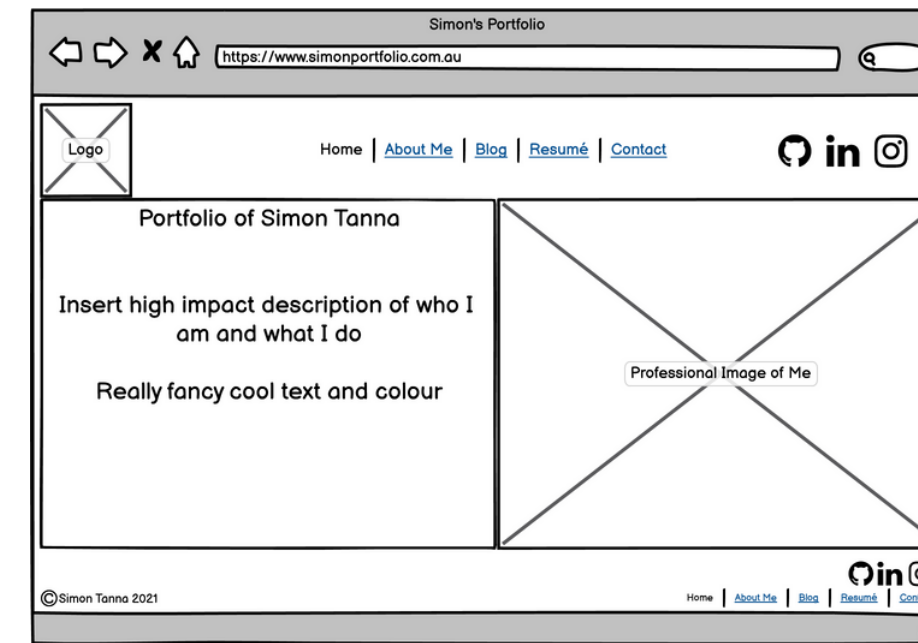 Simon's Portfolio
https://www.simonportfolio.com.au
Logo
Home | About Me | Blog | Resumé | Contact
in
Portfolio of Simon Tanna
Insert high impact description of who I
am and what I do
Really fancy cool text and colour
Professional Image of Me
in
©Simon Tanna 2021
Home | About Me | Blog | Resumé |